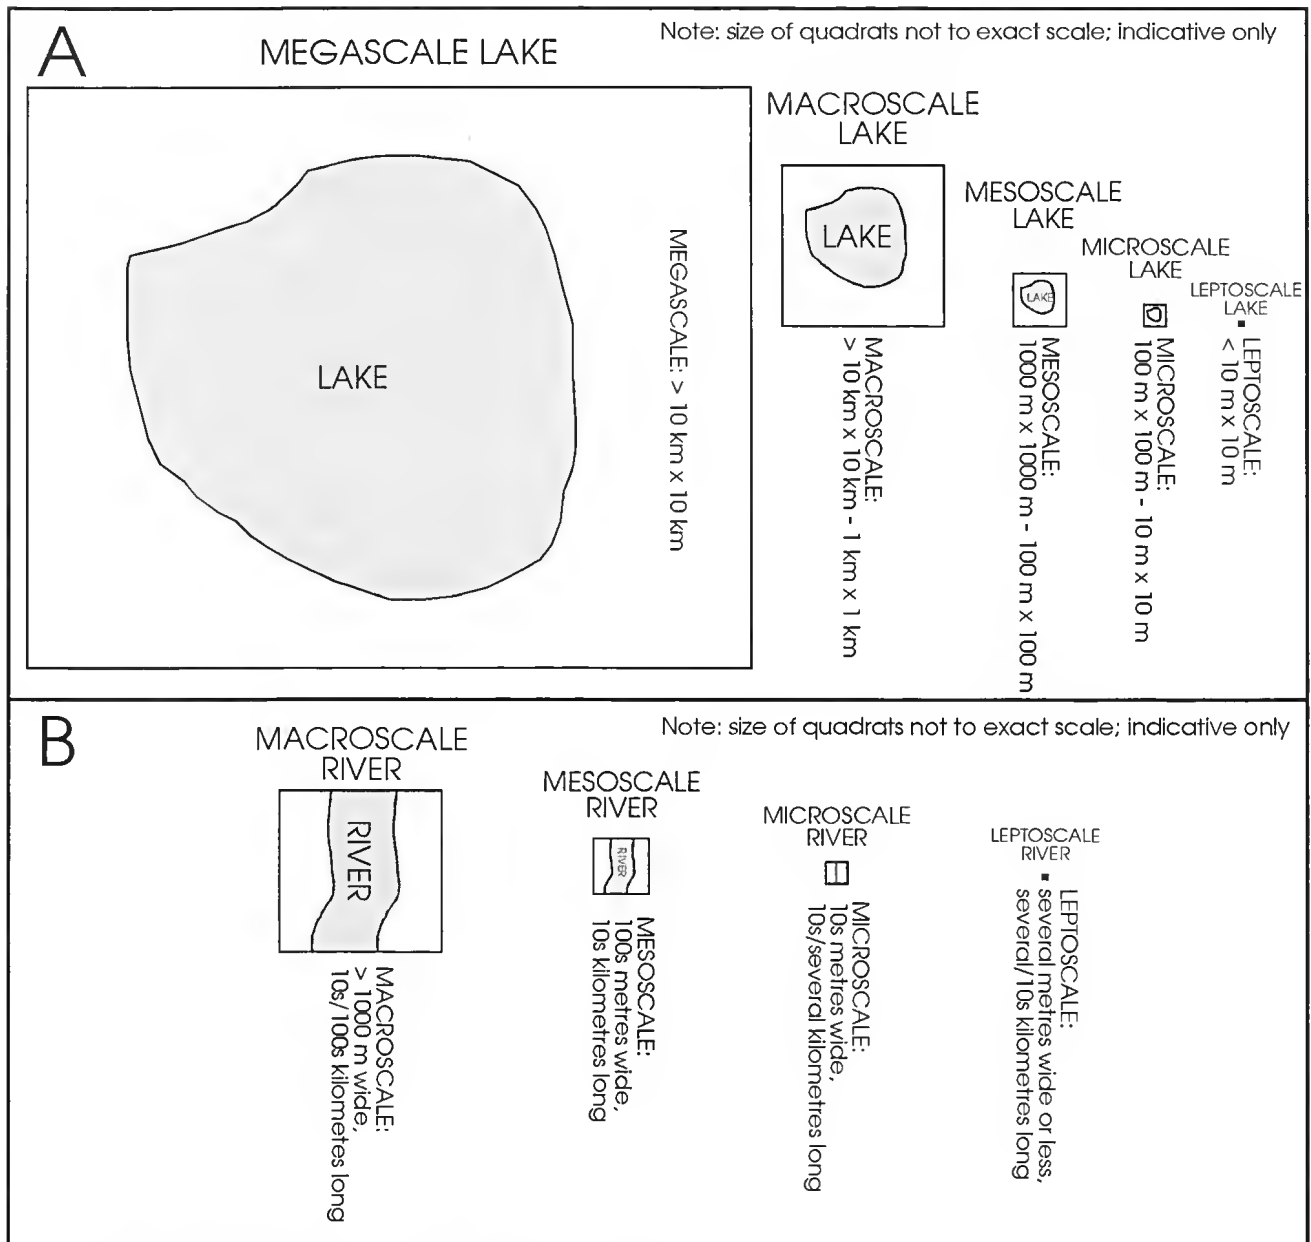 A
MEGASCALE LAKE
Note: size of quadrats not to exact scale; indicative only
LAKE
MEGASCALE: > 10 km x 10 km
MACROSCALE
LAKE
LAKE
MACROSCALE:
> 10 km x 10 km - 1 km x 1 km
MESOSCALE
LAKE
LAKE
MESOSCALE:
1000 m x 1000 m - 100 m x 100 m
MICROSCALE
LAKE
MICROSCALE:
100 m x 100 m - 10 m x 10 m
LEPTOSCALE
LAKE
LEPTOSCALE:
< 10 m x 10 m
B
Note: size of quadrats not to exact scale; indicative only
MACROSCALE
RIVER
RIVER
MACROSCALE:
> 1000 m wide,
10s/100s kilometes long
MESOSCALE
RIVER
RIVER
MESOSCALE:
100s metres wide,
10s kilometres long
MICROSCALE
RIVER
MICROSCALE:
10s metres wide,
10s/several kilometres long
LEPTOSCALE
RIVER
LEPTOSCALE:
several metres wide or less,
several/10s kilometres long